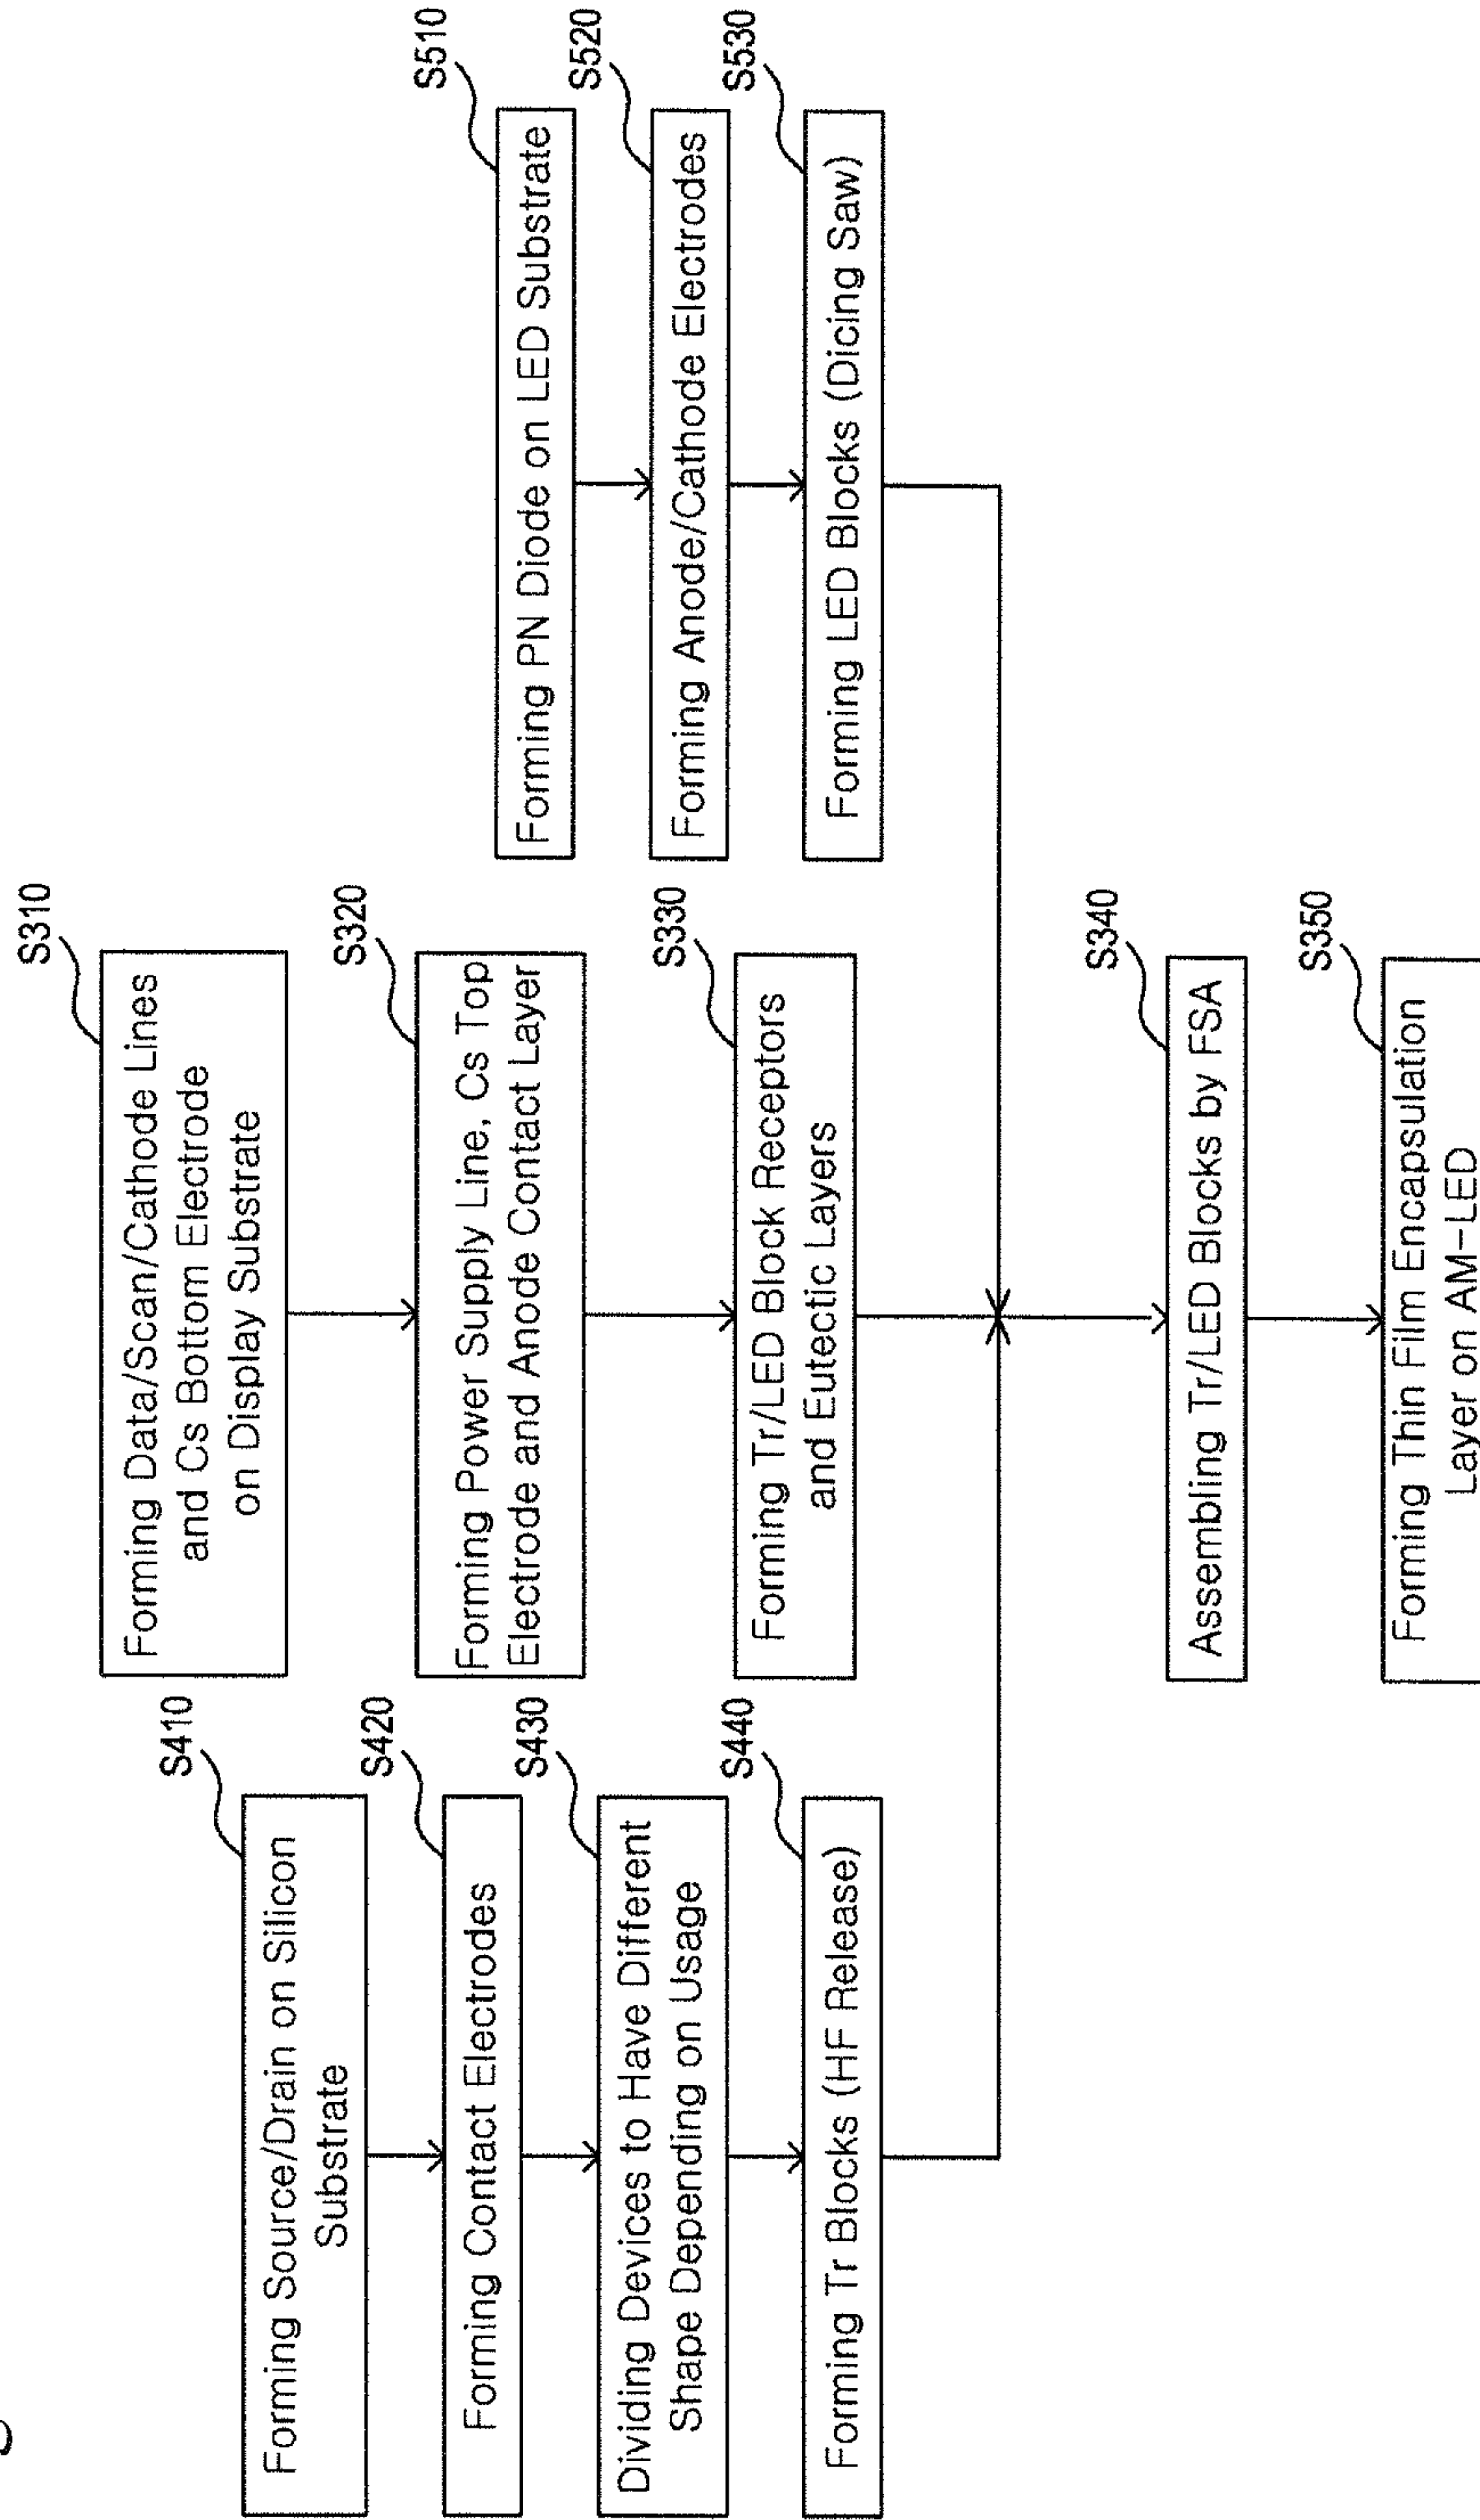 S410
Forming Source/Drain on Silicon
Substrate
S420
Forming Contact Electrodes
S430
Dividing Devices to Have Different
Shape Depending on Usage
S440
Forming Tr Blocks (HF Release)
S310
Forming Data/Scan/Cathode Lines
and Cs Bottom Electrode
on Display Substrate
S320
Forming Power Supply Line, Cs Top
Electrode and Anode Contact Layer
S330
Forming Tr/LED Block Receptors
and Eutectic Layers
S510
Forming PN Diode on LED Substrate
S520
Forming Anode/Cathode Electrodes
S530
Forming LED Blocks (Dicing Saw)
S340
Assembling Tr/LED Blocks by FSA
S350
Forming Thin Film Encapsulation
Layer on AM-LED